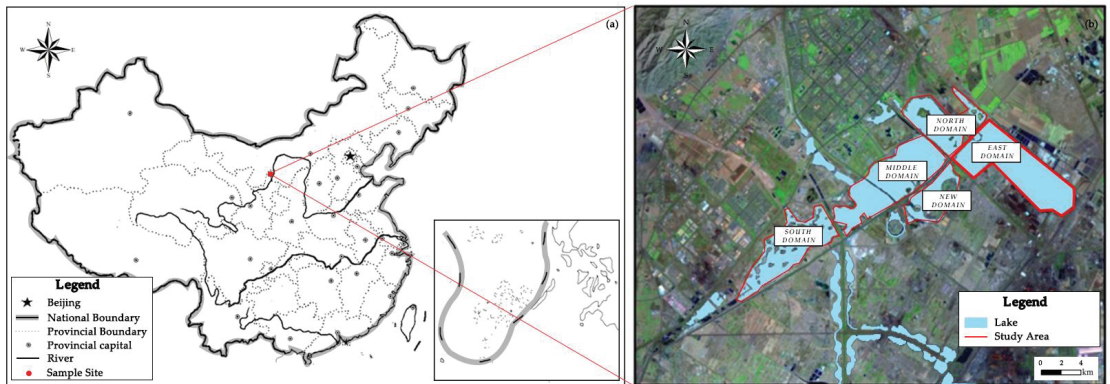 (a)
N
W
E
S
Legend
Beijing
National Boundary
Provincial Boundary
Provincial capital
River
Sample Site
(b)
N
W
E
S
NORTH
DOMAIN
EAST
DOMAIN
MIDDLE
DOMAIN
NEW
DOMAIN
SOUTH
DOMAIN
Legend
Lake
Study Area
0 2 4
km